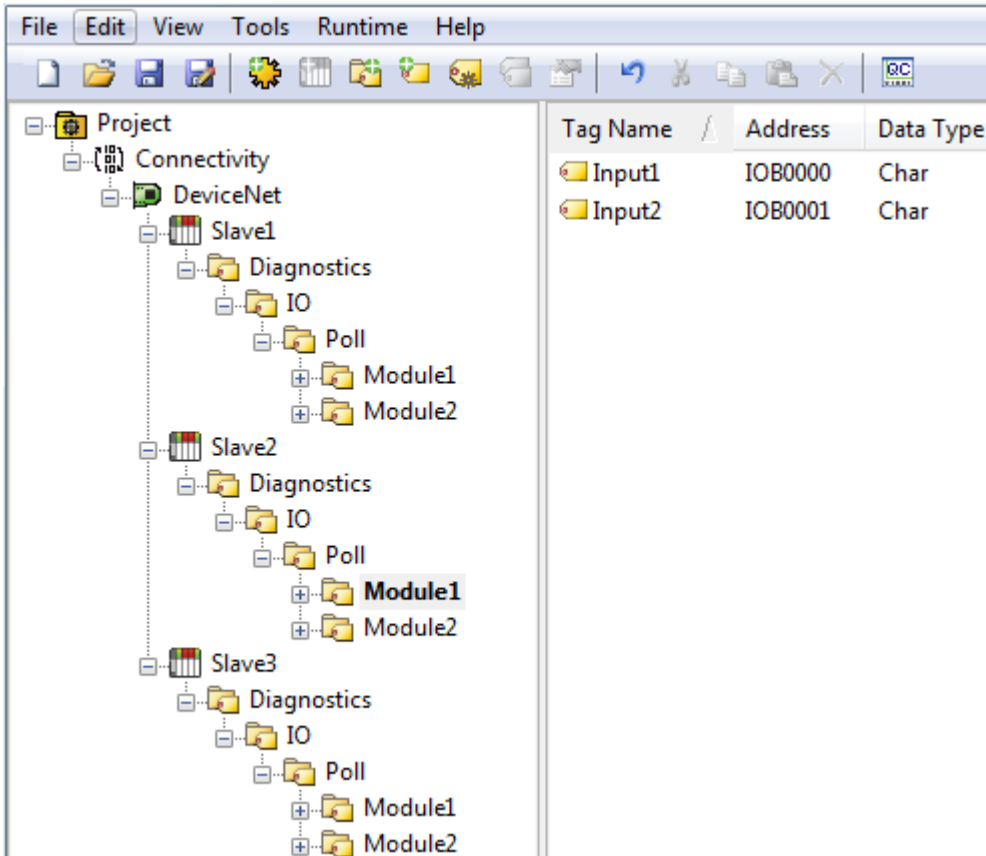 File Edit View Tools Runtime Help
QC
Project
Connectivity
DeviceNet
Slave1
Diagnostics
IO
Poll
Module1
Module2
Slave2
Diagnostics
IO
Poll
Module1
Module2
Slave3
Diagnostics
IO
Poll
Module1
Module2
Tag Name Address Data Type
Input1 IOB0000 Char
Input2 IOB0001 Char